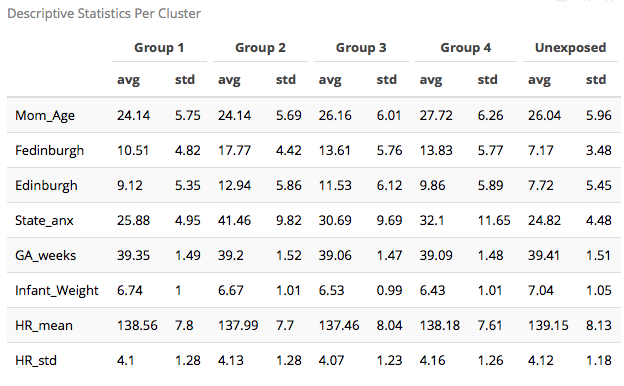 Descriptive Statistics Per Cluster
Group 1 Group 2 Group 3 Group 4 Unexposed
avg std avg std avg std avg std avg std
Mom_Age 24.14 5.75 24.14 5.69 26.16 6.01 27.72 6.26 26.04 5.96
Fedinburgh 10.51 4.82 17.77 4.42 13.61 5.76 13.83 5.77 7.17 3.48
Edinburgh 9.12 5.35 12.94 5.86 11.53 6.12 9.86 5.89 7.72 5.45
State_anx 25.88 4.95 41.46 9.82 30.69 9.69 32.1 11.65 24.82 4.48
GA_weeks 39.35 1.49 39.2 1.52 39.06 1.47 39.09 1.48 39.41 1.51
Infant_Weight 6.74 1 6.67 1.01 6.53 0.99 6.43 1.01 7.04 1.05
HR_mean 138.56 7.8 137.99 7.7 137.46 8.04 138.18 7.61 139.15 8.13
HR_std 4.1 1.28 4.13 1.28 4.07 1.23 4.16 1.26 4.12 1.18